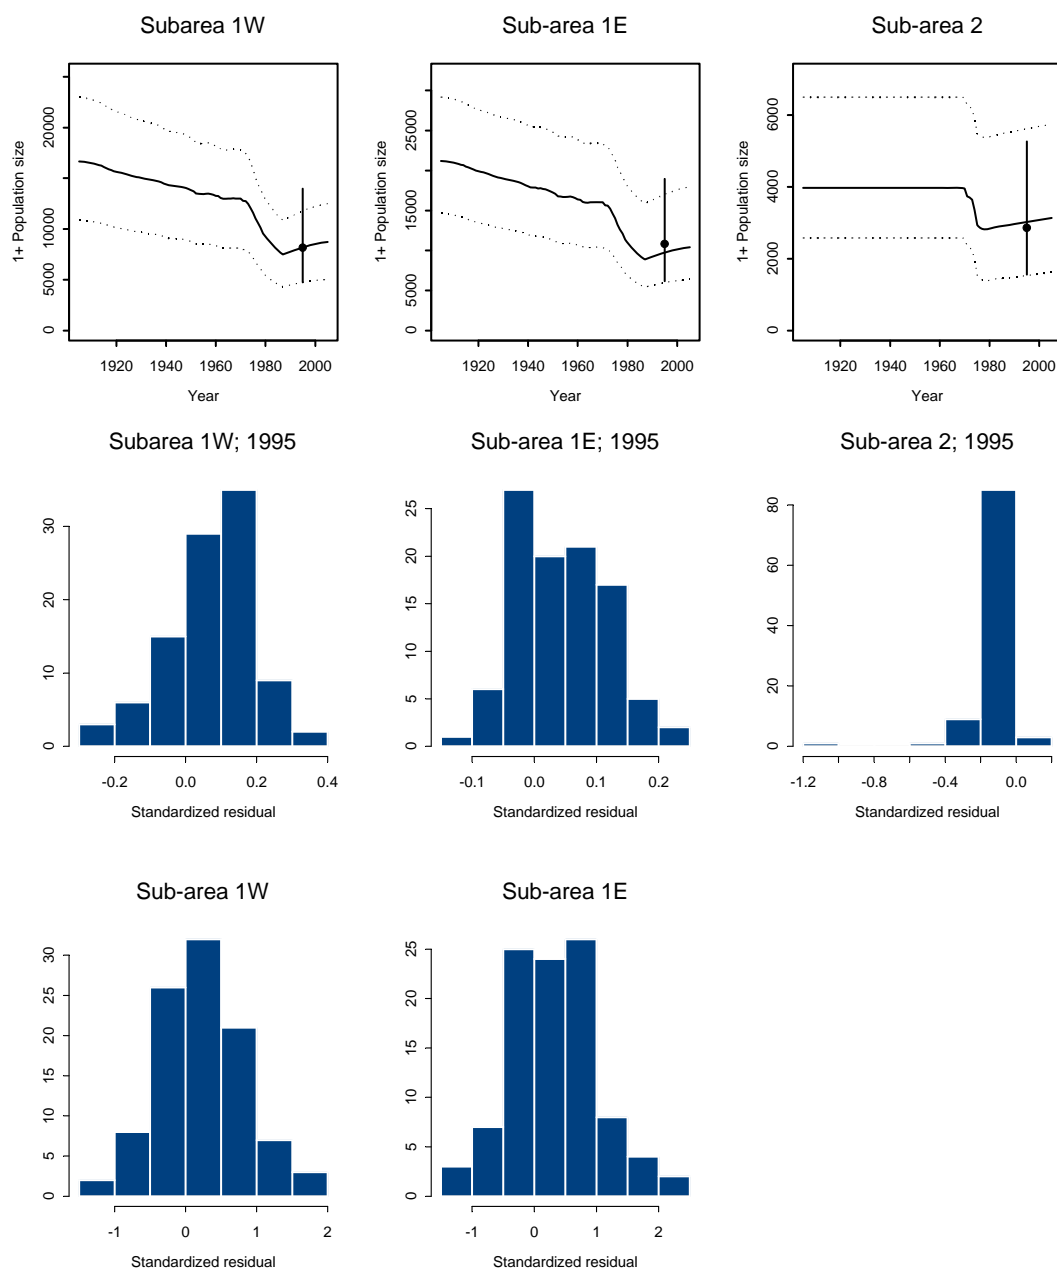 Subarea 1W
Sub-area 1E
Sub-area 2
1+ Population size
0 5000 10000 20000
1920 1940 1960 1980 2000
Year
1+ Population size
0 5000 15000 25000
1920 1940 1960 1980 2000
Year
1+ Population size
0 2000 4000 6000
1920 1940 1960 1980 2000
Year
Subarea 1W; 1995
Sub-area 1E; 1995
Sub-area 2; 1995
0 10 20 30
-0.2 0.0 0.2 0.4
Standardized residual
0 5 10 15 20 25
-0.1 0.0 0.1 0.2
Standardized residual
0 20 40 60 80
-1.2 -0.8 -0.4 0.0
Standardized residual
Sub-area 1W
Sub-area 1E
0 5 10 15 20 25 30
-1 0 1 2
Standardized residual
0 5 10 15 20 25
-1 0 1 2
Standardized residual